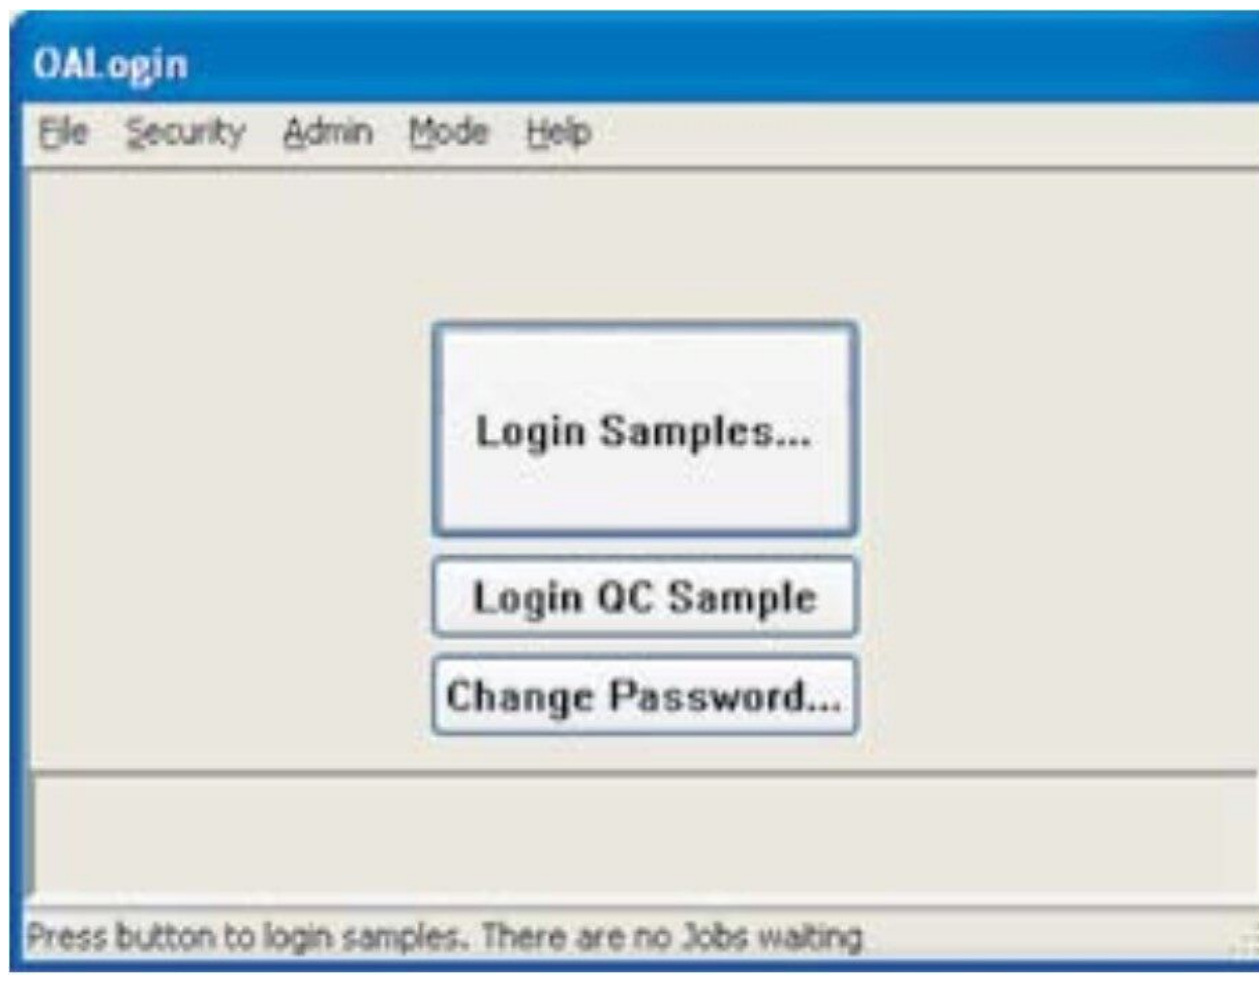 OALogin
File Security Admin Mode Help
Login Samples...
Login QC Sample
Change Password...
Press button to login samples. There are no Jobs waiting